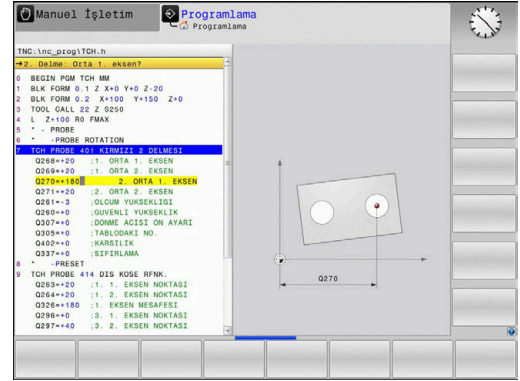 Manuel İşletim
Programlama
Programlama
TNC:\nc_prog\TCH.h
→2. Delme: Orta 1. eksen?
0 BEGIN PGM TCH MM
1 BLK FORM 0.1 Z X+0 Y+0 Z-20
2 BLK FORM 0.2 X+100 Y+150 Z+0
3 TOOL CALL 22 Z S250
4 L Z+100 R0 FMAX
5 * - PROBE
6 * -PROBE ROTATION
7 TCH PROBE 401 KIRMIZI 2 DELMESI
Q268=+20 ;1. ORTA 1. EKSEN
Q269=+20 ;1. ORTA 2. EKSEN
Q270=+180 2. ORTA 1. EKSEN
Q271=+20 ;2. ORTA 2. EKSEN
Q261=-3 ;OLCUM YUKSEKLIGI
Q260=+0 ;GUVENLI YUKSEKLIK
Q307=+0 ;DONME ACISI ON AYARI
Q305=+0 ;TABLODAKI NO.
Q402=+0 ;KARSILIK
Q337=+0 ;SIFIRLAMA
8 * -PRESET
9 TCH PROBE 414 DIS KOSE RFNK.
Q263=+20 ;1. 1. EKSEN NOKTASI
Q264=+20 ;1. 2. EKSEN NOKTASI
Q326=+180 ;1. EKSEN MESAFESI
Q296=+0 ;3. 1. EKSEN NOKTASI
Q297=+40 ;3. 2. EKSEN NOKTASI
Q270